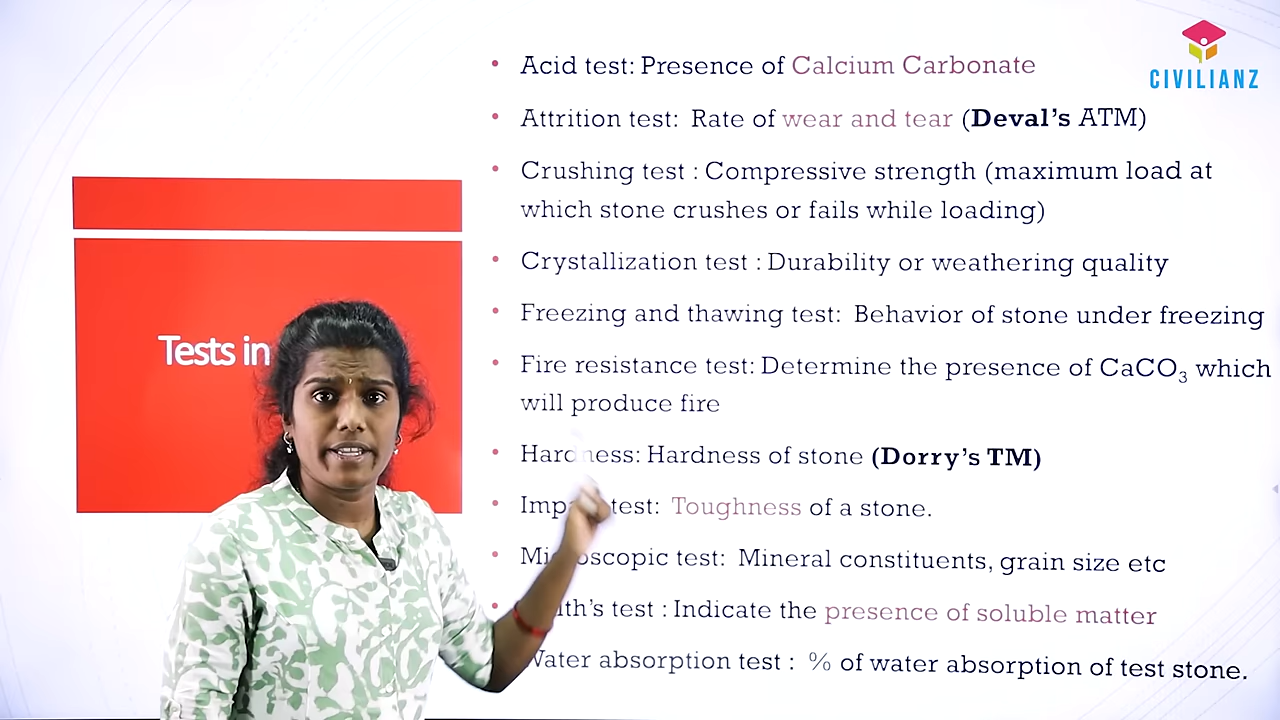 CIVILIANZ
• Acid test: Presence of Calcium Carbonate
• Attrition test: Rate of wear and tear (Deval's ATM)
• Crushing test : Compressive strength (maximum load at
which stone crushes or fails while loading)
• Crystallization test : Durability or weathering quality
• Freezing and thawing test: Behavior of stone under freezing
• Fire resistance test: Determine the presence of CaCO₃ which
will produce fire
• Hardness: Hardness of stone (Dorry's TM)
• test: Toughness of a stone.
• test: Mineral constituents, grain size etc
• test : Indicate the presence of soluble matter
Water absorption test : % of water absorption of test stone.
Tests in